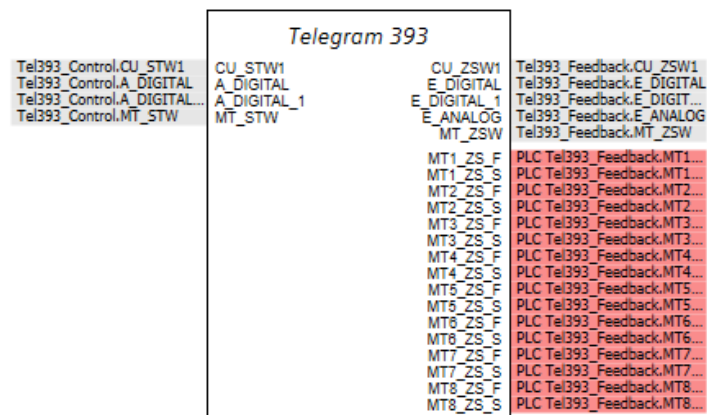 Telegram 393
Tel393_Control.CU_STW1 CU_STW1 CU_ZSW1 Tel393_Feedback.CU_ZSW1
Tel393_Control.A_DIGITAL A_DIGITAL E_DIGITAL Tel393_Feedback.E_DIGITAL
Tel393_Control.A_DIGITAL... A_DIGITAL_1 E_DIGITAL_1 Tel393_Feedback.E_DIGIT...
Tel393_Control.MT_STW MT_STW E_ANALOG Tel393_Feedback.E_ANALOG
MT_ZSW Tel393_Feedback.MT_ZSW
MT1_ZS_F PLC Tel393_Feedback.MT1...
MT1_ZS_S PLC Tel393_Feedback.MT1...
MT2_ZS_F PLC Tel393_Feedback.MT2...
MT2_ZS_S PLC Tel393_Feedback.MT2...
MT3_ZS_F PLC Tel393_Feedback.MT3...
MT3_ZS_S PLC Tel393_Feedback.MT3...
MT4_ZS_F PLC Tel393_Feedback.MT4...
MT4_ZS_S PLC Tel393_Feedback.MT4...
MT5_ZS_F PLC Tel393_Feedback.MT5...
MT5_ZS_S PLC Tel393_Feedback.MT5...
MT6_ZS_F PLC Tel393_Feedback.MT6...
MT6_ZS_S PLC Tel393_Feedback.MT6...
MT7_ZS_F PLC Tel393_Feedback.MT7...
MT7_ZS_S PLC Tel393_Feedback.MT7...
MT8_ZS_F PLC Tel393_Feedback.MT8...
MT8_ZS_S PLC Tel393_Feedback.MT8...